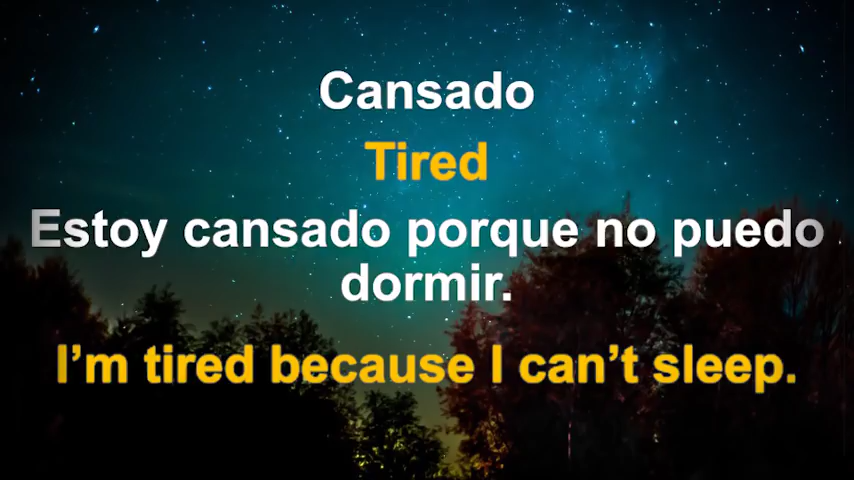 Cansado
Tired
Estoy cansado porque no puedo
dormir.
I’m tired because I can’t sleep.